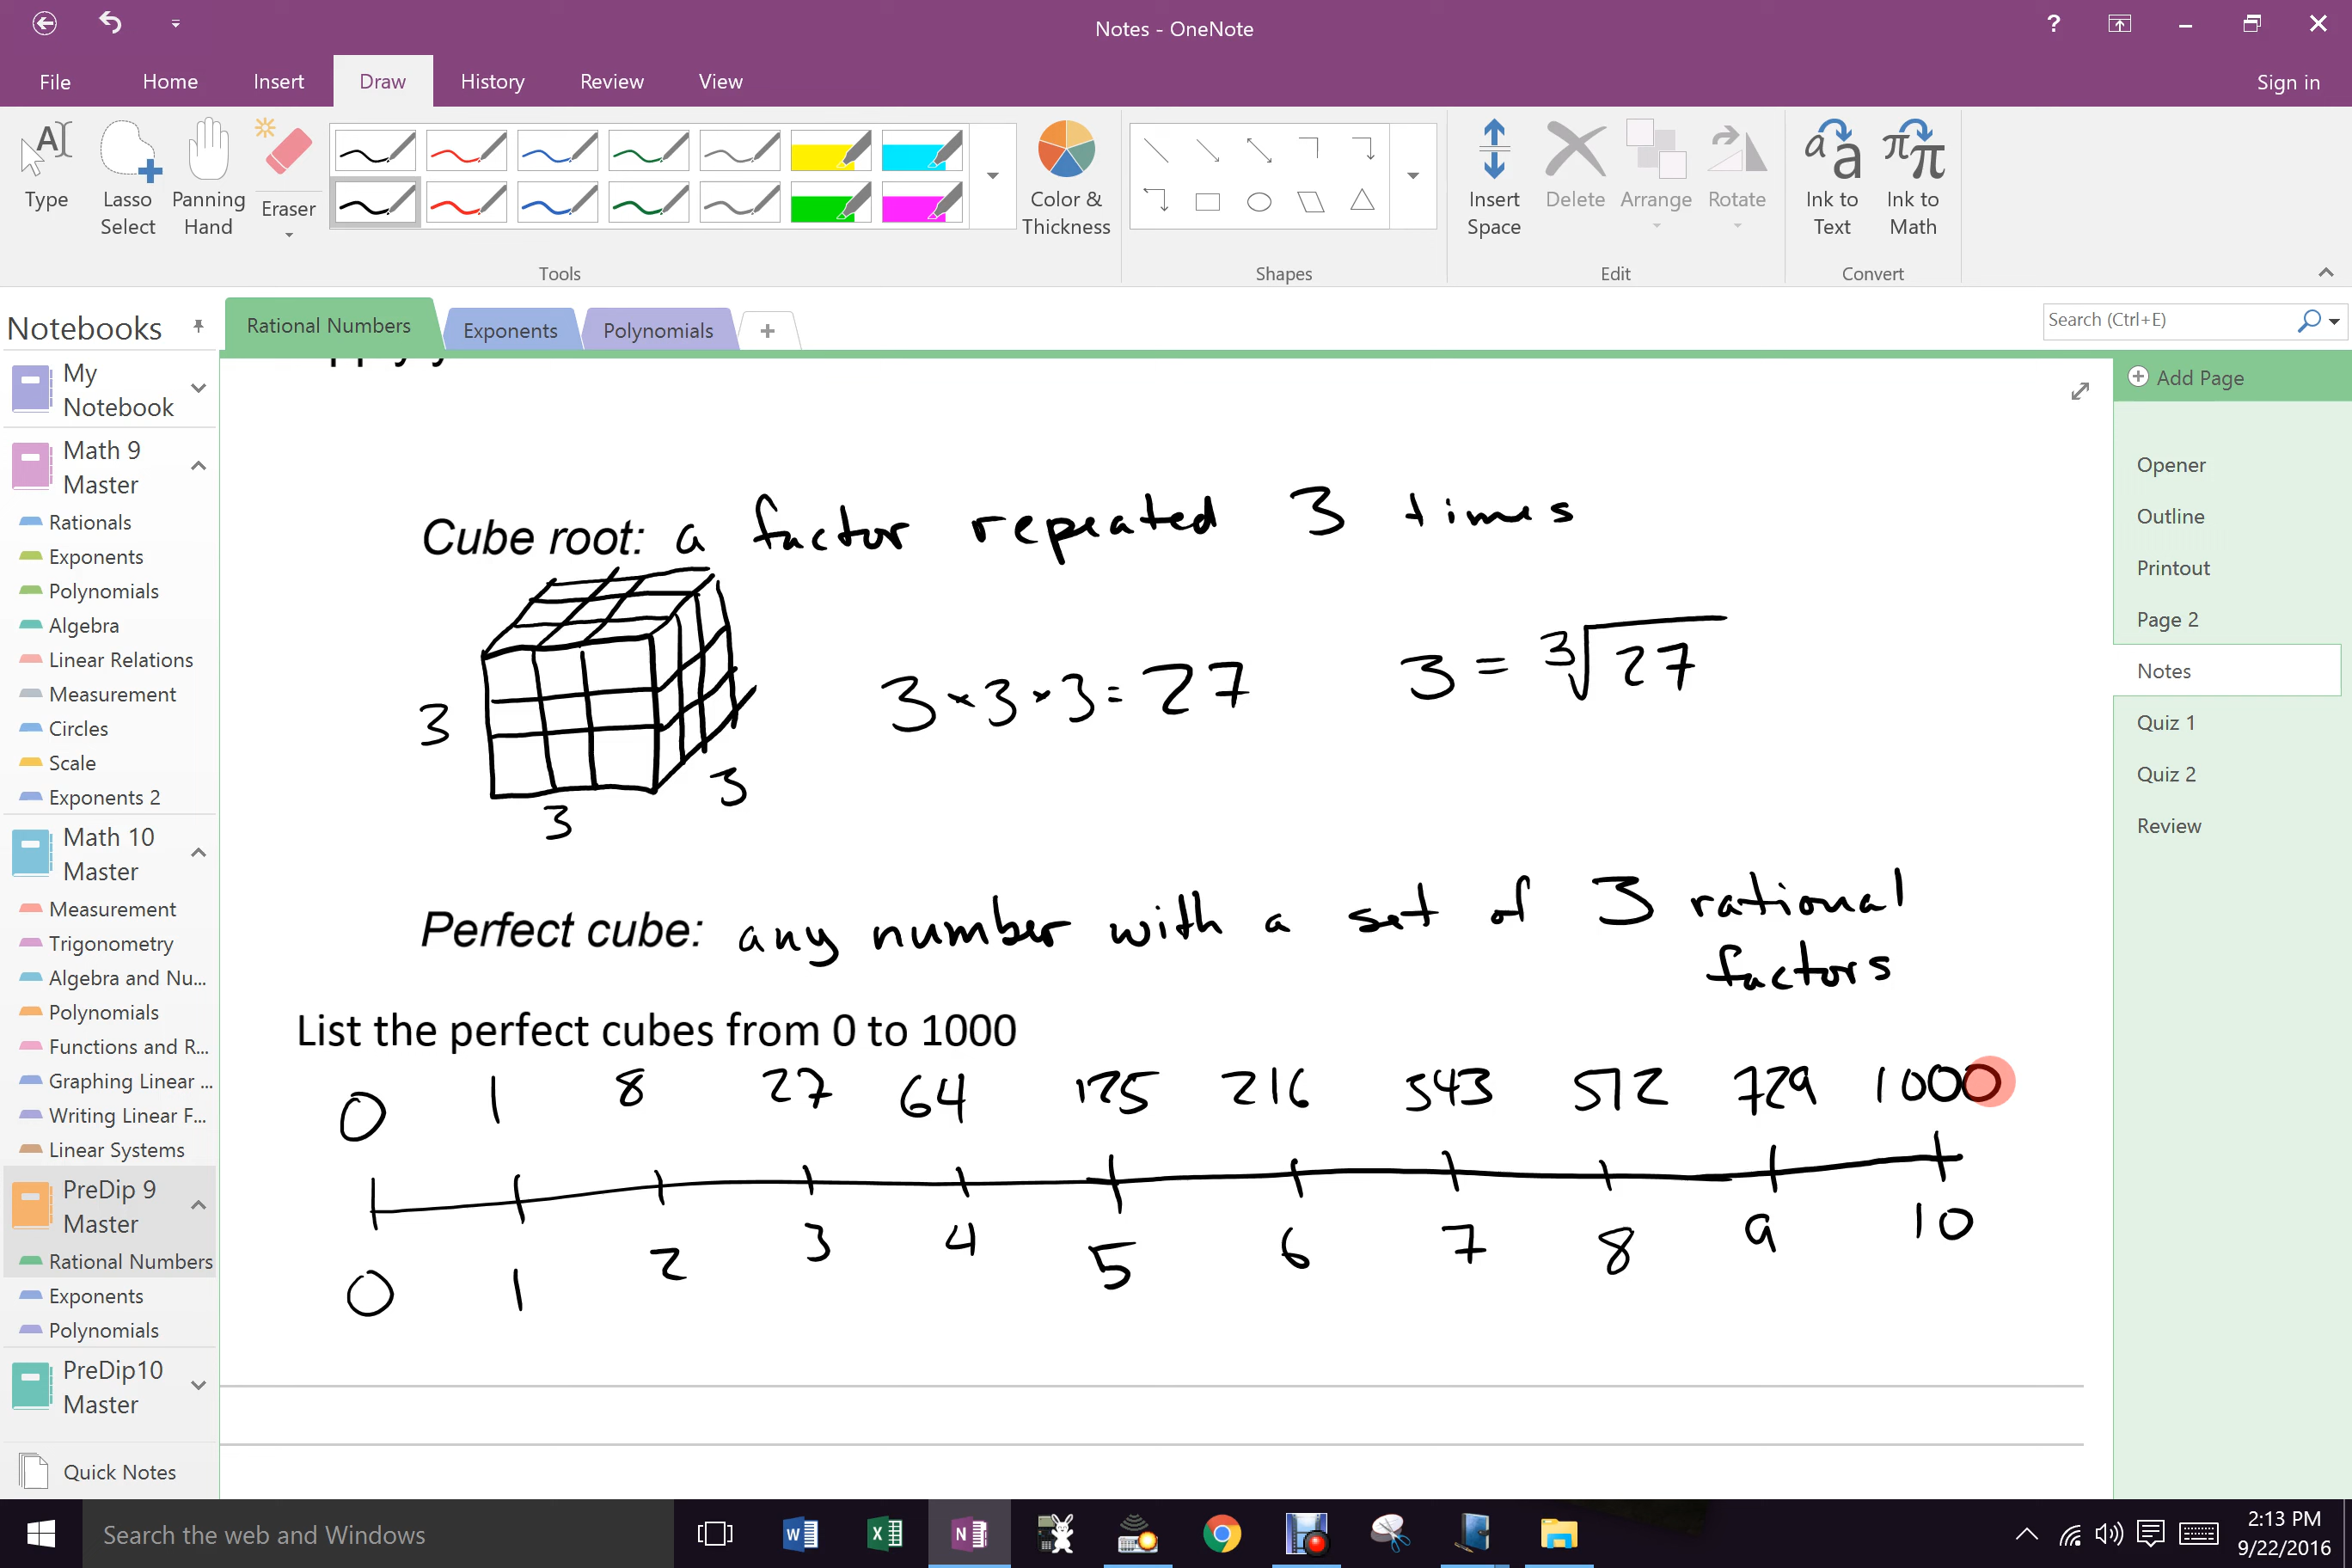 Notes - OneNote
?
File Home Insert Draw History Review View Sign in
Type
Lasso Select
Panning Hand
Eraser
Color & Thickness
Insert Space
Delete
Arrange
Rotate
Ink to Text
Ink to Math
Tools Shapes Edit Convert
Notebooks
Rational Numbers Exponents Polynomials +
Search (Ctrl+E)
My Notebook
Math 9 Master
Rationals
Exponents
Polynomials
Algebra
Linear Relations
Measurement
Circles
Scale
Exponents 2
Math 10 Master
Measurement
Trigonometry
Algebra and Nu...
Polynomials
Functions and R...
Graphing Linear ...
Writing Linear F...
Linear Systems
PreDip 9 Master
Rational Numbers
Exponents
Polynomials
PreDip10 Master
Quick Notes
Cube root: a factor repeated 3 times
3
3
3
3 × 3 × 3 = 27
3 = ∛27
Perfect cube: any number with a set of 3 rational
factors
List the perfect cubes from 0 to 1000
0 1 8 27 64 125 216 343 512 729 1000
0 1 2 3 4 5 6 7 8 9 10
Add Page
Opener
Outline
Printout
Page 2
Notes
Quiz 1
Quiz 2
Review
Search the web and Windows
2:13 PM
9/22/2016